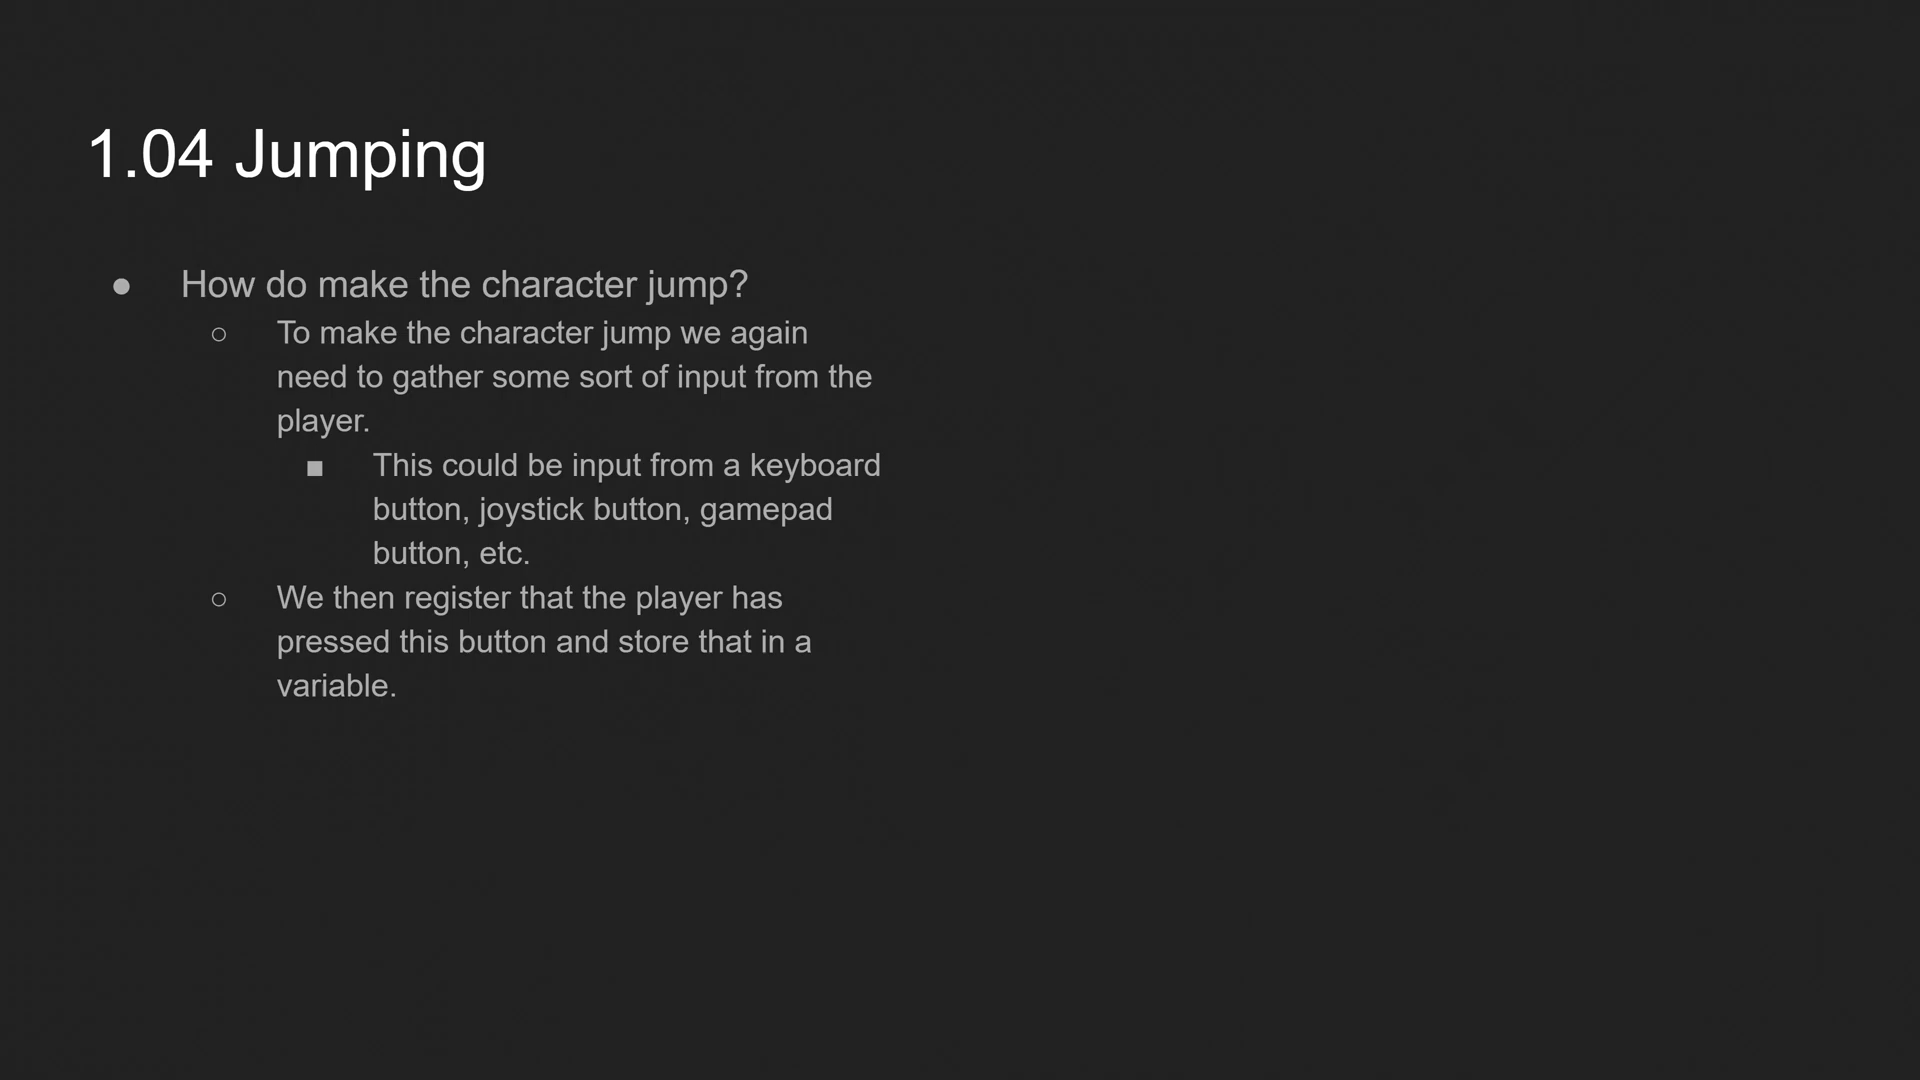 1.04 Jumping
● How do make the character jump?
○ To make the character jump we again
need to gather some sort of input from the
player.
■ This could be input from a keyboard
button, joystick button, gamepad
button, etc.
○ We then register that the player has
pressed this button and store that in a
variable.